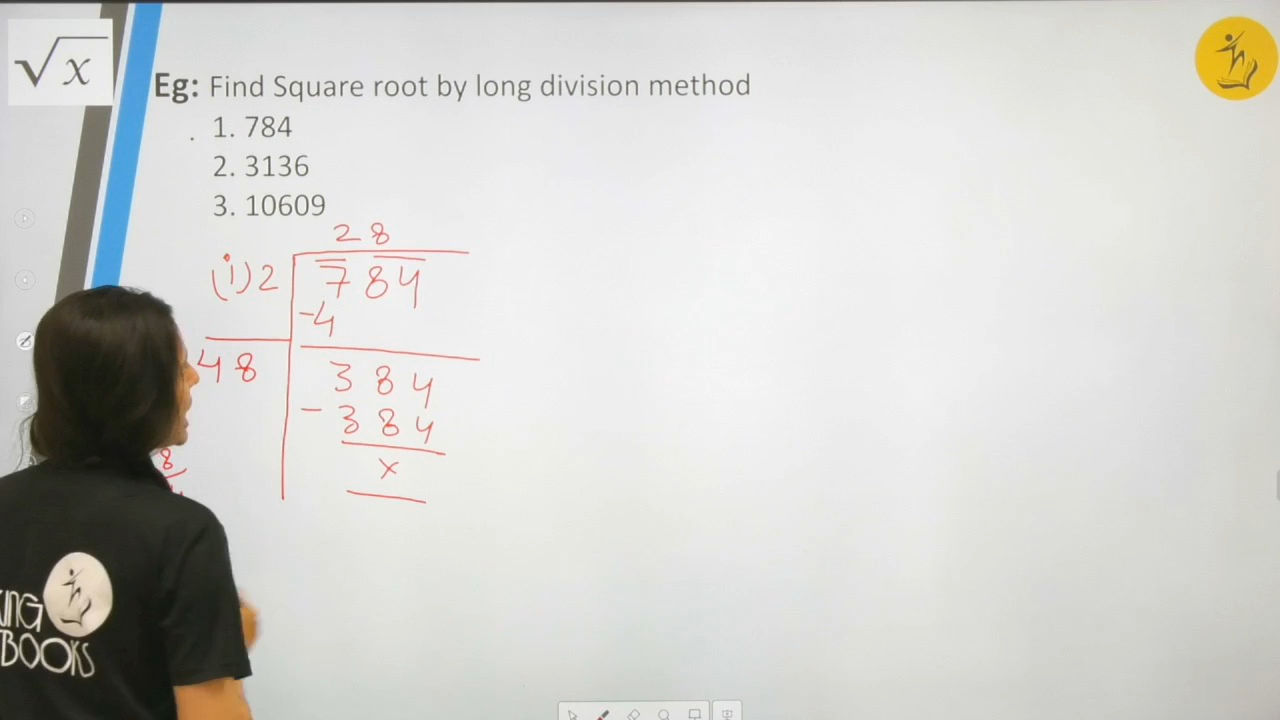 √x
Eg: Find Square root by long division method
1. 784
2. 3136
3. 10609
28
(i) 2 784
-4
48 384
- 384
x
8
BOOKS